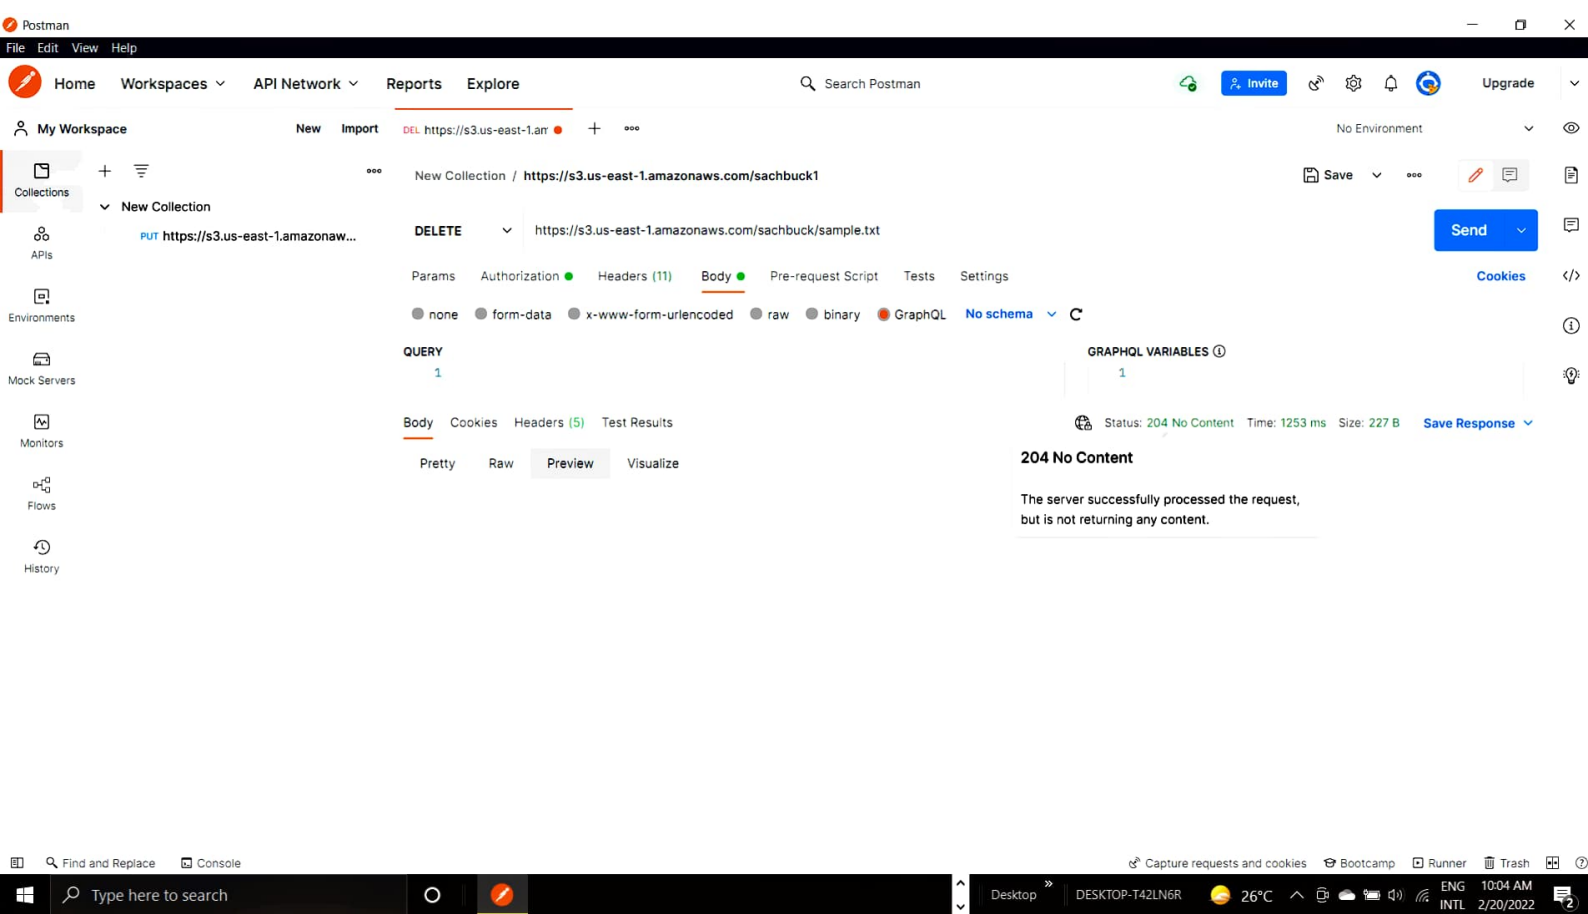 Postman
File Edit View Help
Home Workspaces API Network Reports Explore Search Postman Invite Upgrade
My Workspace New Import DEL https://s3.us-east-1.am No Environment
New Collection / https://s3.us-east-1.amazonaws.com/sachbuck1 Save
Collections
New Collection
PUT https://s3.us-east-1.amazonaw...
DELETE https://s3.us-east-1.amazonaws.com/sachbuck/sample.txt Send
APIs
Params Authorization Headers (11) Body Pre-request Script Tests Settings Cookies
Environments
none form-data x-www-form-urlencoded raw binary GraphQL No schema
QUERY GRAPHQL VARIABLES
1 1
Mock Servers
Body Cookies Headers (5) Test Results Status: 204 No Content Time: 1253 ms Size: 227 B Save Response
Monitors
Pretty Raw Preview Visualize
204 No Content
The server successfully processed the request,
but is not returning any content.
Flows
History
Find and Replace Console Capture requests and cookies Bootcamp Runner Trash
Type here to search Desktop DESKTOP-T42LN6R 26°C ENG 10:04 AM
INTL 2/20/2022 2